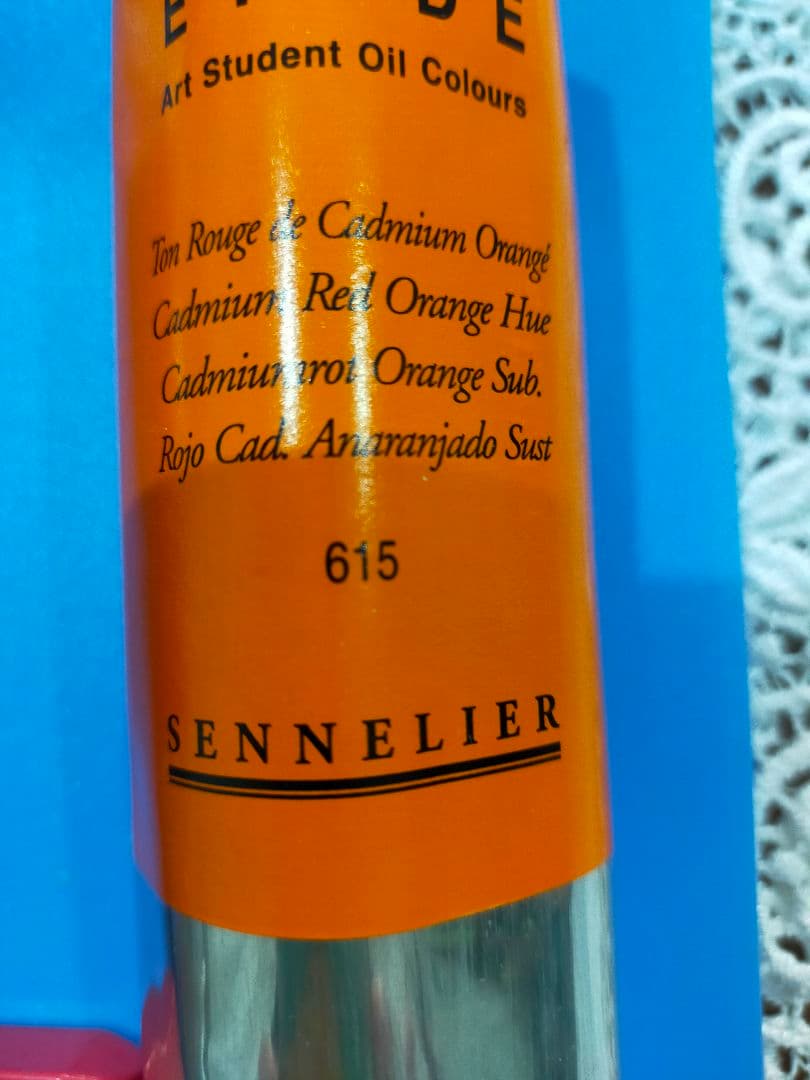 Art Student Oil Colours
Ton Rouge de Cadmium Orangé
Cadmium Red Orange Hue
Cadmiumrot Orange Sub.
Rojo Cad. Anaranjado Sust
615
SENNELIER